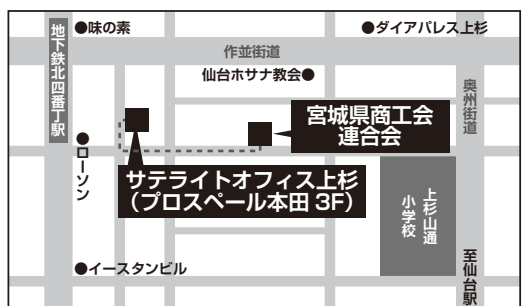 地下鉄北四番丁駅
●味の素
●ダイアパレス上杉
作並街道
仙台ホサナ教会●
奥州街道
●ローソン
宮城県商工会
連合会
サテライトオフィス上杉
（プロスペール本田 3F）
上杉山通
小学校
●イースタンビル
至仙台駅